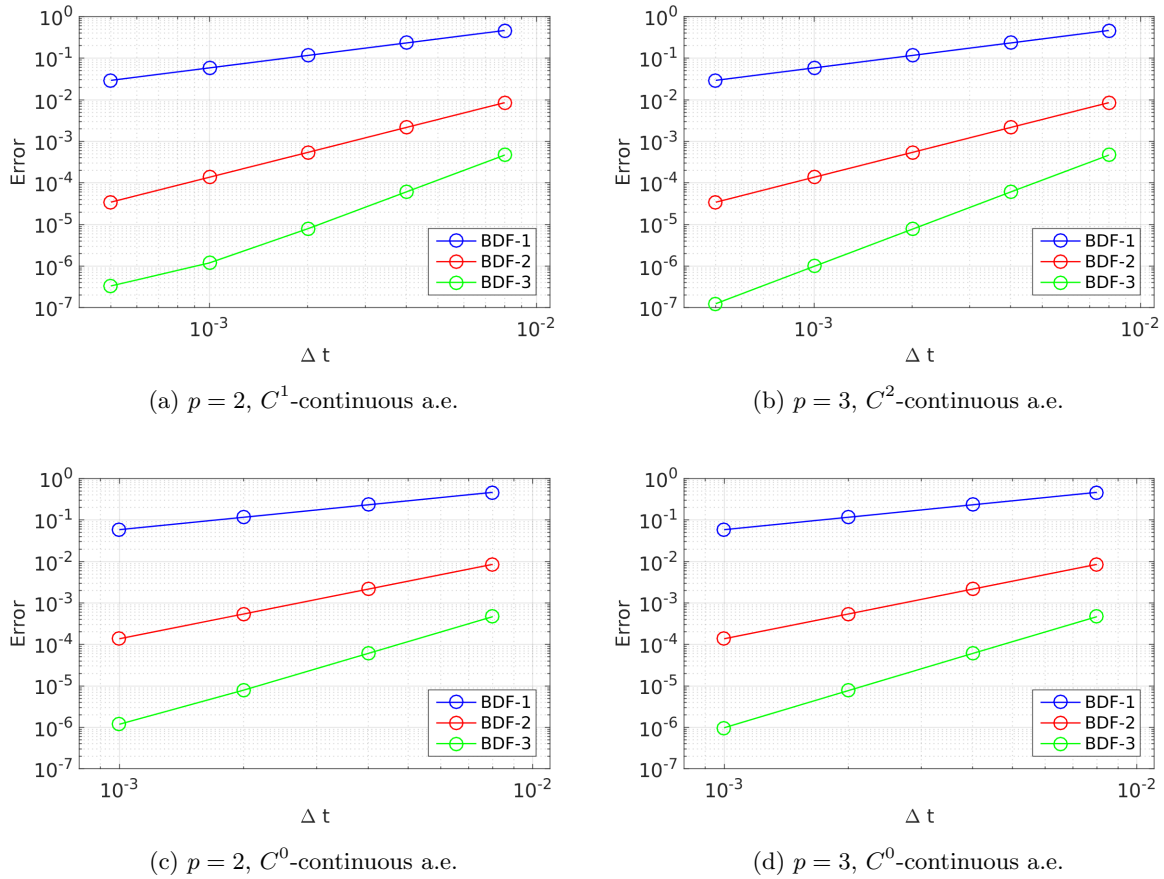 10^0
10^-1
10^-2
10^-3
10^-4
10^-5
10^-6
10^-7
Error
BDF-1
BDF-2
BDF-3
10^-3
10^-2
Δ t
(a) p = 2, C^1-continuous a.e.
10^0
10^-1
10^-2
10^-3
10^-4
10^-5
10^-6
10^-7
Error
BDF-1
BDF-2
BDF-3
10^-3
10^-2
Δ t
(b) p = 3, C^2-continuous a.e.
10^0
10^-1
10^-2
10^-3
10^-4
10^-5
10^-6
10^-7
Error
BDF-1
BDF-2
BDF-3
10^-3
10^-2
Δ t
(c) p = 2, C^0-continuous a.e.
10^0
10^-1
10^-2
10^-3
10^-4
10^-5
10^-6
10^-7
Error
BDF-1
BDF-2
BDF-3
10^-3
10^-2
Δ t
(d) p = 3, C^0-continuous a.e.